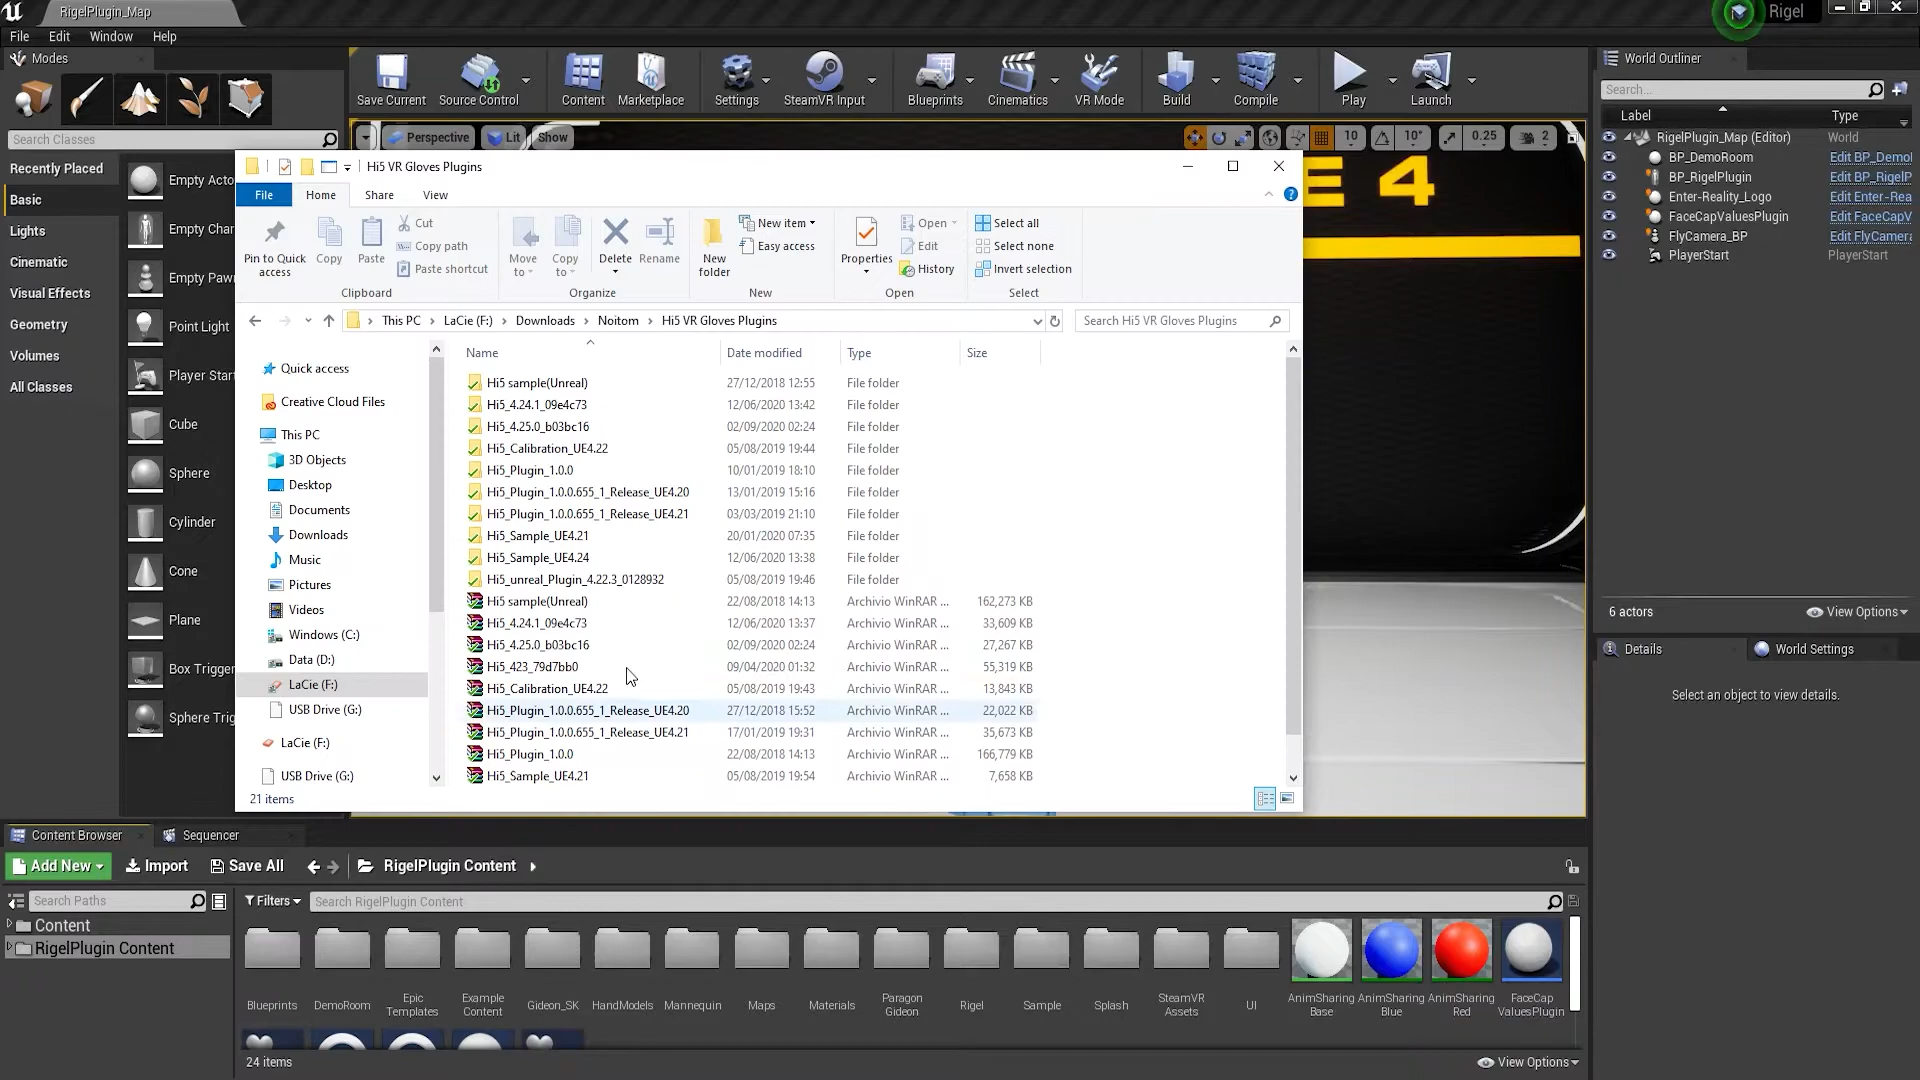 RigelPlugin_Map
Rigel
File Edit Window Help
Modes
Save Current
Source Control
Content
Marketplace
Settings
SteamVR Input
Blueprints
Cinematics
VR Mode
Build
Compile
Play
Launch
Search Classes
Recently Placed
Basic
Lights
Cinematic
Visual Effects
Geometry
Volumes
All Classes
Empty Acto
Empty Char
Empty Pawn
Point Light
Player Start
Cube
Sphere
Cylinder
Cone
Plane
Box Trigger
Sphere Trig
Perspective
Lit
Show
10
10°
0.25
2
E 4
Hi5 VR Gloves Plugins
File Home Share View
Pin to Quick access
Copy
Paste
Cut
Copy path
Paste shortcut
Clipboard
Move to
Copy to
Delete
Rename
Organize
New folder
New item
Easy access
New
Properties
Open
Edit
History
Open
Select all
Select none
Invert selection
Select
This PC > LaCie (F:) > Downloads > Noitom > Hi5 VR Gloves Plugins
Search Hi5 VR Gloves Plugins
Quick access
Creative Cloud Files
This PC
3D Objects
Desktop
Documents
Downloads
Music
Pictures
Videos
Windows (C:)
Data (D:)
LaCie (F:)
USB Drive (G:)
LaCie (F:)
USB Drive (G:)
Name Date modified Type Size
Hi5 sample(Unreal) 27/12/2018 12:55 File folder
Hi5_4.24.1_09e4c73 12/06/2020 13:42 File folder
Hi5_4.25.0_b03bc16 02/09/2020 02:24 File folder
Hi5_Calibration_UE4.22 05/08/2019 19:44 File folder
Hi5_Plugin_1.0.0 10/01/2019 18:10 File folder
Hi5_Plugin_1.0.0.655_1_Release_UE4.20 13/01/2019 15:16 File folder
Hi5_Plugin_1.0.0.655_1_Release_UE4.21 03/03/2019 21:10 File folder
Hi5_Sample_UE4.21 20/01/2020 07:35 File folder
Hi5_Sample_UE4.24 12/06/2020 13:38 File folder
Hi5_unreal_Plugin_4.22.3_0128932 05/08/2019 19:46 File folder
Hi5 sample(Unreal) 22/08/2018 14:13 Archivio WinRAR ... 162,273 KB
Hi5_4.24.1_09e4c73 12/06/2020 13:37 Archivio WinRAR ... 33,609 KB
Hi5_4.25.0_b03bc16 02/09/2020 02:24 Archivio WinRAR ... 27,267 KB
Hi5_423_79d7bb0 09/04/2020 01:32 Archivio WinRAR ... 55,319 KB
Hi5_Calibration_UE4.22 05/08/2019 19:43 Archivio WinRAR ... 13,843 KB
Hi5_Plugin_1.0.0.655_1_Release_UE4.20 27/12/2018 15:52 Archivio WinRAR ... 22,022 KB
Hi5_Plugin_1.0.0.655_1_Release_UE4.21 17/01/2019 19:31 Archivio WinRAR ... 35,673 KB
Hi5_Plugin_1.0.0 22/08/2018 14:13 Archivio WinRAR ... 166,779 KB
Hi5_Sample_UE4.21 05/08/2019 19:54 Archivio WinRAR ... 7,658 KB
21 items
World Outliner
Search...
Label Type
RigelPlugin_Map (Editor) World
BP_DemoRoom Edit BP_Demol
BP_RigelPlugin Edit BP_RigelP
Enter-Reality_Logo Edit Enter-Rea
FaceCapValuesPlugin Edit FaceCapV
FlyCamera_BP Edit FlyCamera
PlayerStart PlayerStart
6 actors
View Options
Details
World Settings
Select an object to view details.
Content Browser
Sequencer
Add New
Import
Save All
RigelPlugin Content
Search Paths
Filters
Search RigelPlugin Content
Content
RigelPlugin Content
Blueprints
DemoRoom
Epic Templates
Example Content
Gideon_SK
HandModels
Mannequin
Maps
Materials
Paragon Gideon
Rigel
Sample
Splash
SteamVR Assets
UI
AnimSharing Base
AnimSharing Blue
AnimSharing Red
FaceCap ValuesPlugin
24 items
View Options